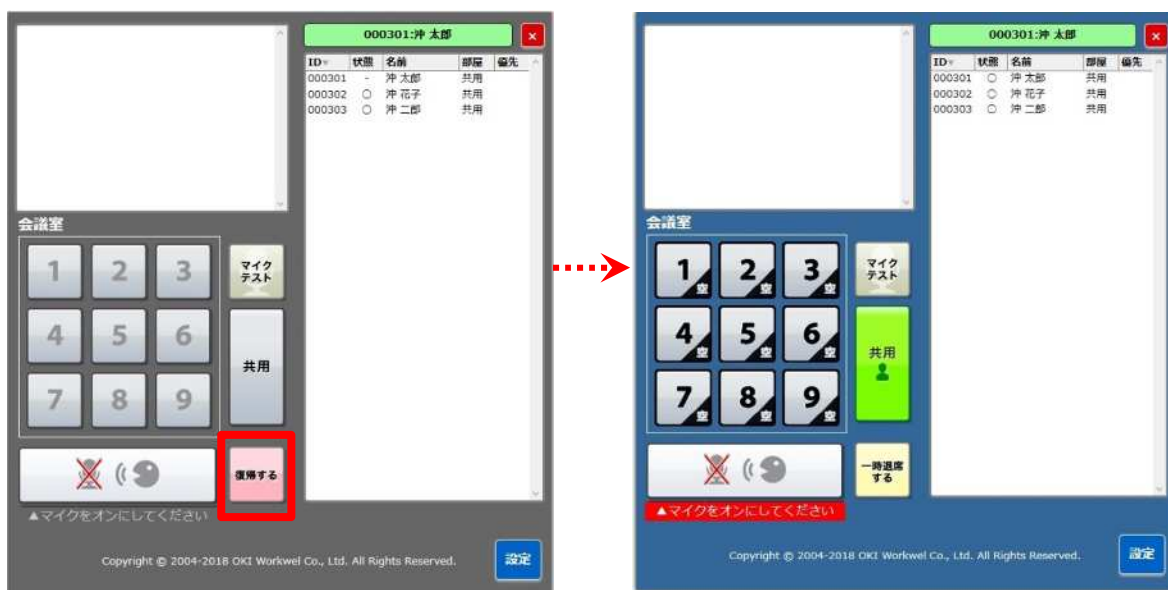 000301:沖 太郎
×
ID 状態 名前 部屋 優先
000301 - 沖 太郎 共用
000302 ○ 沖 花子 共用
000303 ○ 沖 二郎 共用
会議室
1 2 3
マイク
テスト
4 5 6
共用
7 8 9
復帰する
▲マイクをオンにしてください
Copyright © 2004-2018 OKI Workwel Co., Ltd. All Rights Reserved.
設定
000301:沖 太郎
×
ID 状態 名前 部屋 優先
000301 ○ 沖 太郎 共用
000302 ○ 沖 花子 共用
000303 ○ 沖 二郎 共用
会議室
1 空 2 空 3 空
マイク
テスト
4 空 5 空 6 空
共用
7 空 8 空 9 空
一時退席
する
▲マイクをオンにしてください
Copyright © 2004-2018 OKI Workwel Co., Ltd. All Rights Reserved.
設定